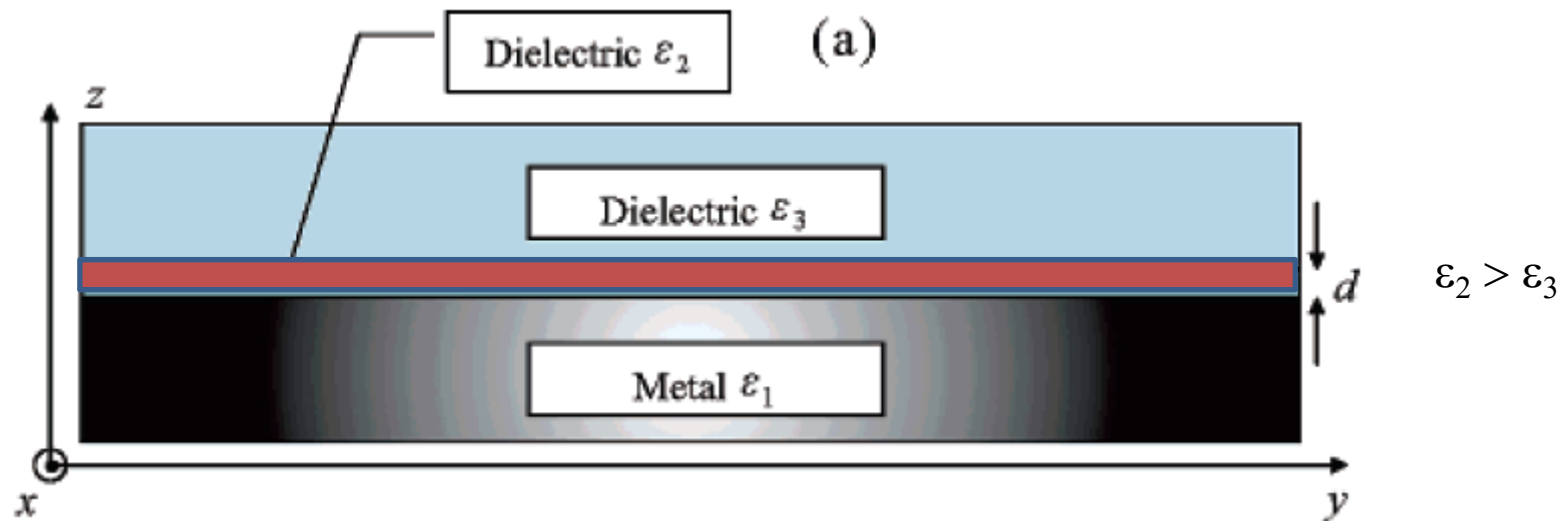 Dielectric ε₂
(a)
z
Dielectric ε₃
d
ε₂ > ε₃
Metal ε₁
x
y